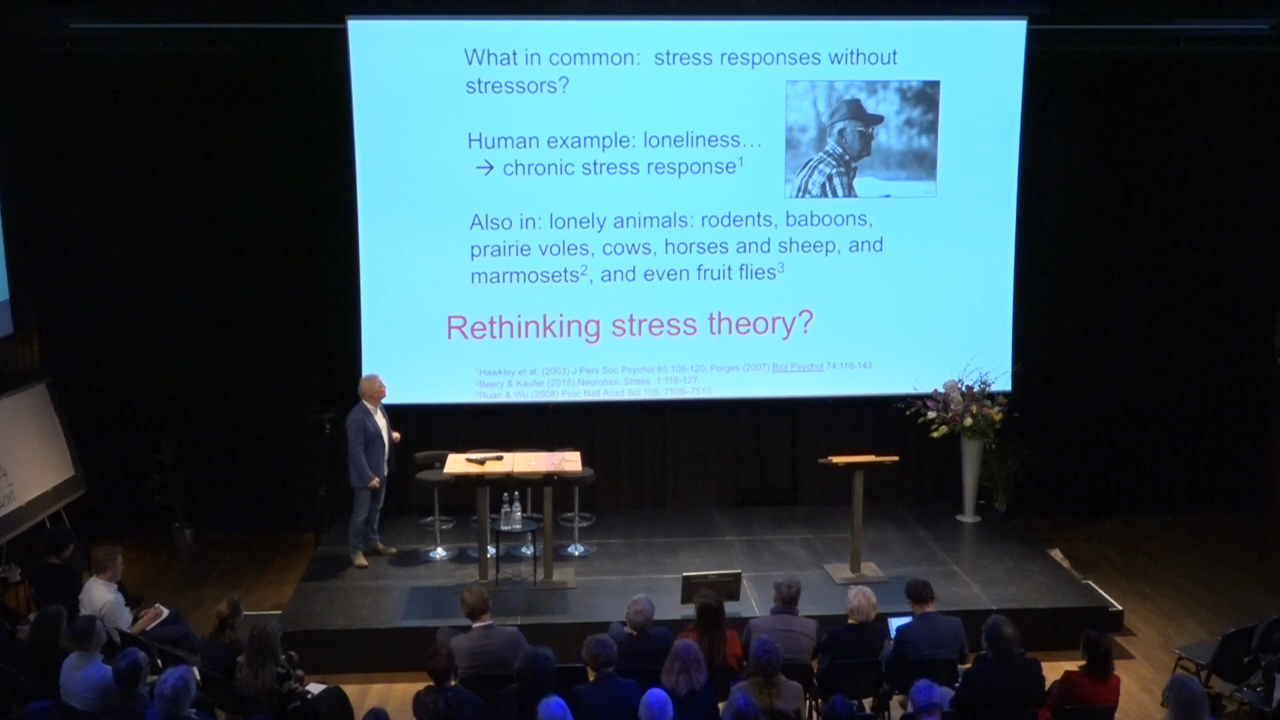 What in common: stress responses without
stressors?
Human example: loneliness…
→ chronic stress response1
Also in: lonely animals: rodents, baboons,
prairie voles, cows, horses and sheep, and
marmosets2, and even fruit flies3
Rethinking stress theory?
1Hawkley et al. (2003) J Pers Soc Psychol 85:105-120; Porges (2007) Biol Psychol 74:116-143
2Beery & Kaufer (2015) Neurobiol. Stress 1:116-127
3Ruan & Wu (2008) Proc Natl Acad Sci 105: 7506–7510